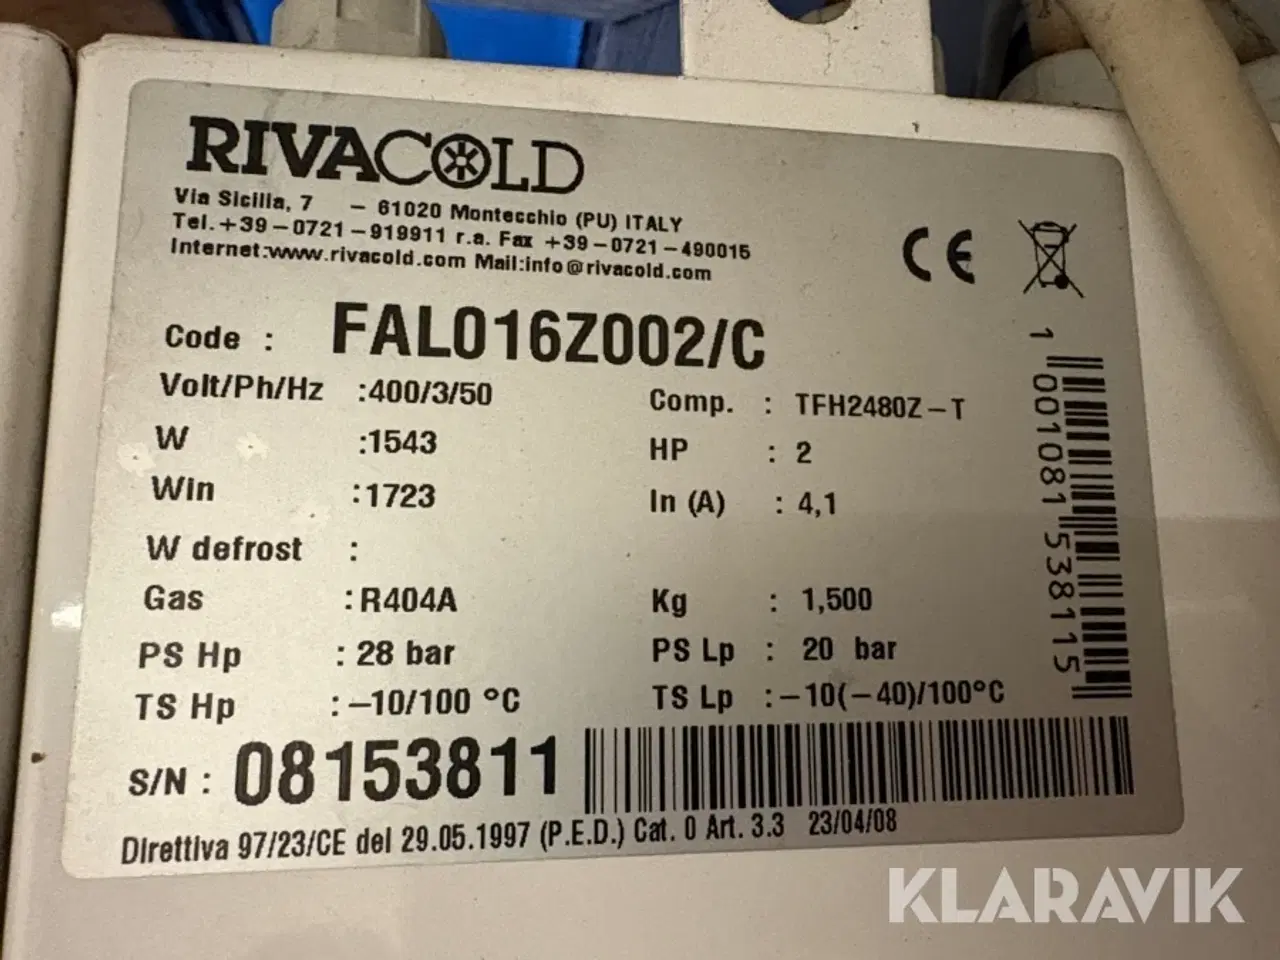 RIVACOLD
Via Sicilia, 7 – 61020 Montecchio (PU) ITALY
Tel.+39–0721–919911 r.a. Fax +39–0721–490015
Internet:www.rivacold.com Mail:info@rivacold.com
CE
Code : FAL016Z002/C
Volt/Ph/Hz :400/3/50 Comp. : TFH2480Z–T
W :1543 HP : 2
Win :1723 In (A) : 4,1
W defrost :
Gas :R404A Kg : 1,500
PS Hp : 28 bar PS Lp : 20 bar
TS Hp :–10/100 °C TS Lp :–10(–40)/100°C
S/N : 08153811
Direttiva 97/23/CE del 29.05.1997 (P.E.D.) Cat. 0 Art. 3.3 23/04/08
1 001081 538115
KLARAVIK